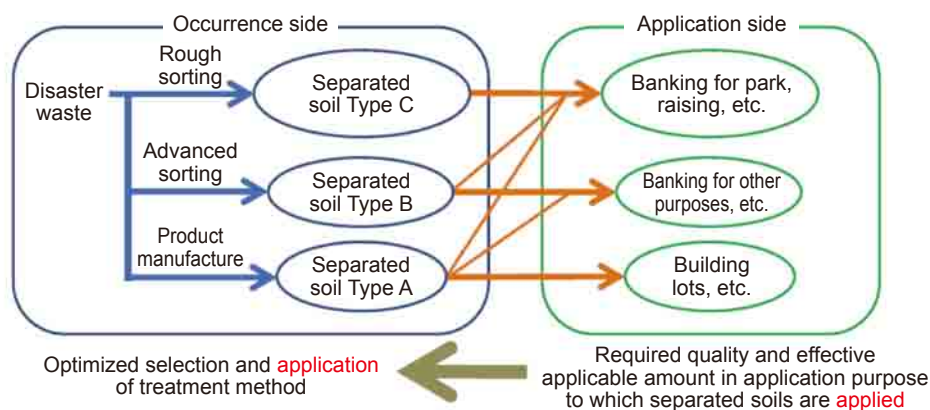 Occurrence side
Application side
Rough
sorting
Disaster
waste
Separated
soil Type C
Banking for park,
raising, etc.
Advanced
sorting
Separated
soil Type B
Banking for other
purposes, etc.
Product
manufacture
Separated
soil Type A
Building
lots, etc.
Optimized selection and application
of treatment method
Required quality and effective
applicable amount in application purpose
to which separated soils are applied